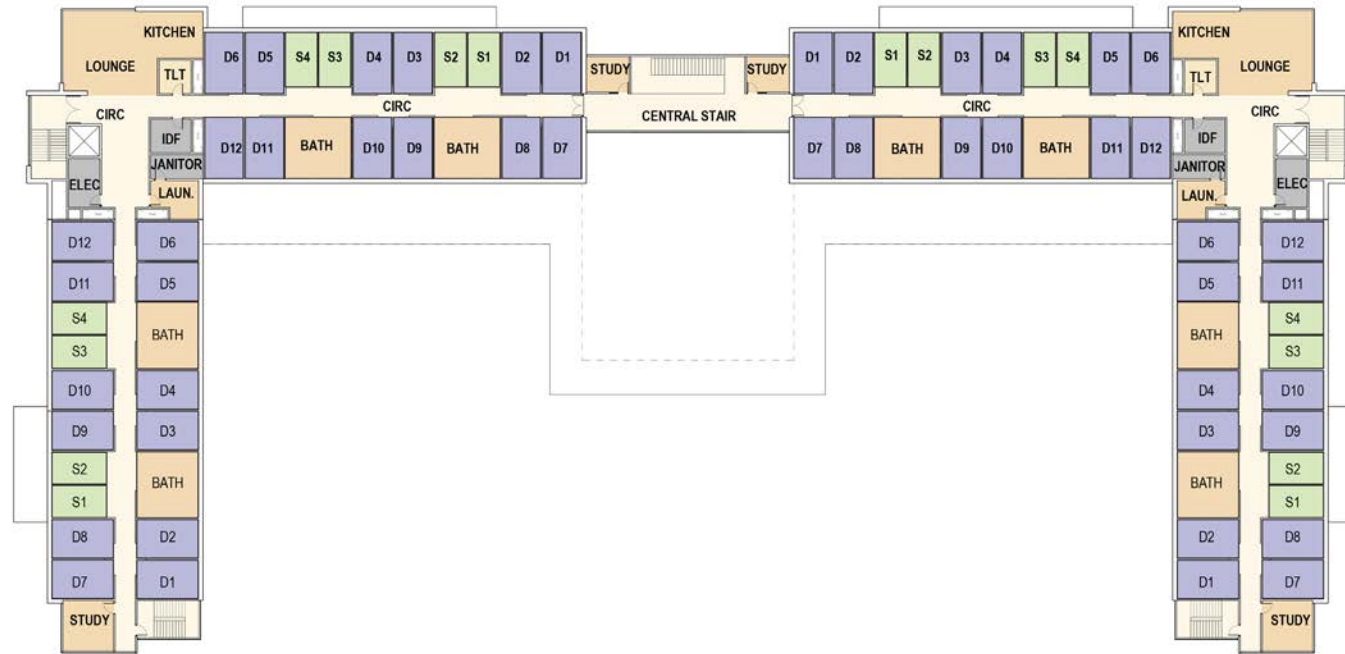 KITCHEN
LOUNGE
TLT
D6 D5 S4 S3 D4 D3 S2 S1 D2 D1
STUDY
STUDY
D1 D2 S1 S2 D3 D4 S3 S4 D5 D6
KITCHEN
LOUNGE
TLT
CIRC
CIRC
CENTRAL STAIR
CIRC
CIRC
IDF
JANITOR
ELEC
LAUN.
D12 D11 BATH D10 D9 BATH D8 D7
D7 D8 BATH D9 D10 BATH D11 D12
IDF
JANITOR
ELEC
LAUN.
D12 D6
D11 D5
S4
BATH
S3
D10 D4
D9 D3
S2
BATH
S1
D8 D2
D7 D1
STUDY
D6 D12
D5 D11
S4
BATH
S3
D4 D10
D3 D9
S2
BATH
S1
D2 D8
D1 D7
STUDY